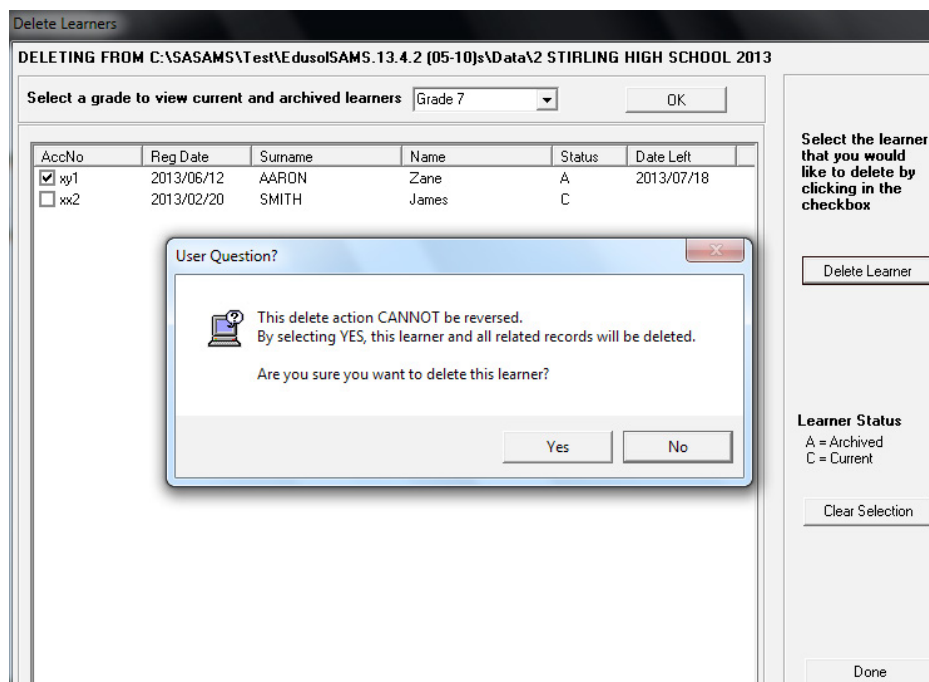 Delete Learners
DELETING FROM C:\SASAMS\Test\EdusolSAMS.13.4.2 (05-10)s\Data\2 STIRLING HIGH SCHOOL 2013
Select a grade to view current and archived learners Grade 7 OK
AccNo Reg Date Surname Name Status Date Left
xy1 2013/06/12 AARON Zane A 2013/07/18
xx2 2013/02/20 SMITH James C
User Question?
This delete action CANNOT be reversed.
By selecting YES, this learner and all related records will be deleted.
Are you sure you want to delete this learner?
Yes No
Select the learner
that you would
like to delete by
clicking in the
checkbox
Delete Learner
Learner Status
A = Archived
C = Current
Clear Selection
Done